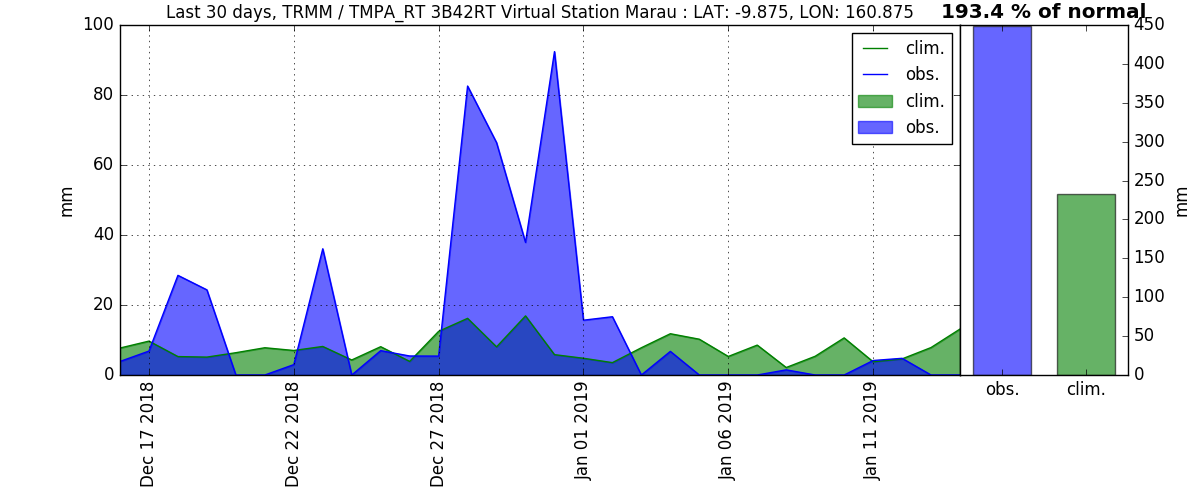 Last 30 days, TRMM / TMPA_RT 3B42RT Virtual Station Marau : LAT: -9.875, LON: 160.875
193.4 % of normal
100
80
60
40
20
0
mm
clim.
obs.
clim.
obs.
450
400
350
300
250
200
150
100
50
0
mm
Dec 17 2018
Dec 22 2018
Dec 27 2018
Jan 01 2019
Jan 06 2019
Jan 11 2019
obs.
clim.